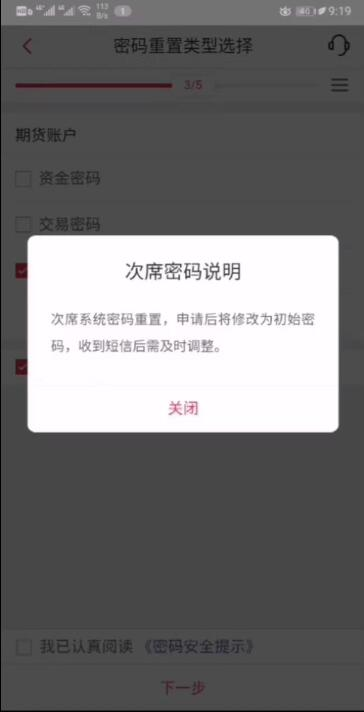 113
B/s
1
40
9:19
密码重置类型选择
3/5
期货账户
资金密码
交易密码
次席密码说明
次席系统密码重置，申请后将修改为初始密
码，收到短信后需及时调整。
关闭
我已认真阅读 《密码安全提示》
下一步